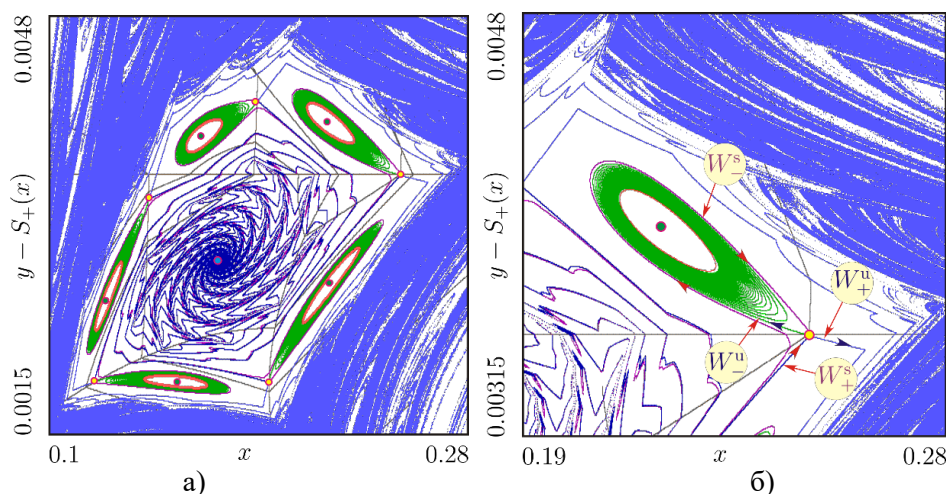 0.0048
y − S₊(x)
0.0015
0.1
x
0.28
а)
0.0048
y − S₊(x)
0.00315
0.19
x
0.28
б)
Wˢ₋
Wᵘ₊
Wᵘ₋
Wˢ₊